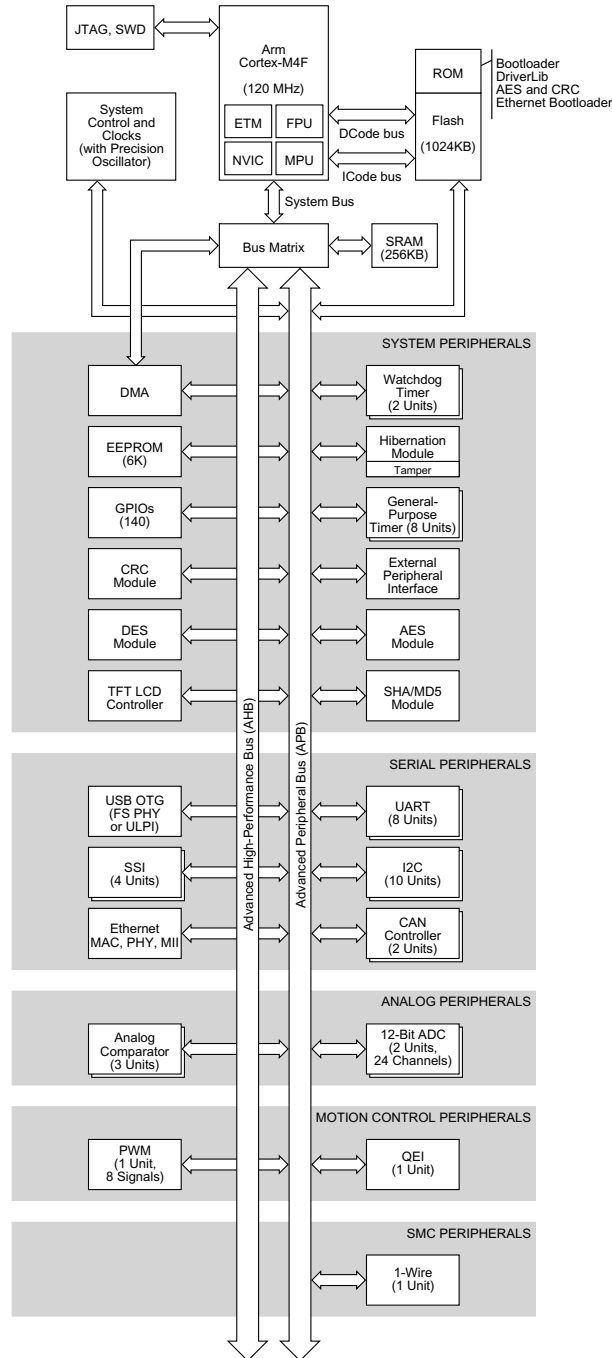 JTAG, SWD
Arm
Cortex-M4F
(120 MHz)
ETM
FPU
NVIC
MPU
ROM
Flash
(1024KB)
Bootloader
DriverLib
AES and CRC
Ethernet Bootloader
DCode bus
ICode bus
System
Control and
Clocks
(with Precision
Oscillator)
System Bus
Bus Matrix
SRAM
(256KB)
SYSTEM PERIPHERALS
DMA
Watchdog
Timer
(2 Units)
EEPROM
(6K)
Hibernation
Module
Tamper
GPIOs
(140)
General-
Purpose
Timer (8 Units)
CRC
Module
External
Peripheral
Interface
DES
Module
AES
Module
TFT LCD
Controller
SHA/MD5
Module
Advanced High-Performance Bus (AHB)
Advanced Peripheral Bus (APB)
SERIAL PERIPHERALS
USB OTG
(FS PHY
or ULPI)
UART
(8 Units)
SSI
(4 Units)
I2C
(10 Units)
Ethernet
MAC, PHY, MII
CAN
Controller
(2 Units)
ANALOG PERIPHERALS
Analog
Comparator
(3 Units)
12-Bit ADC
(2 Units,
24 Channels)
MOTION CONTROL PERIPHERALS
PWM
(1 Unit,
8 Signals)
QEI
(1 Unit)
SMC PERIPHERALS
1-Wire
(1 Unit)